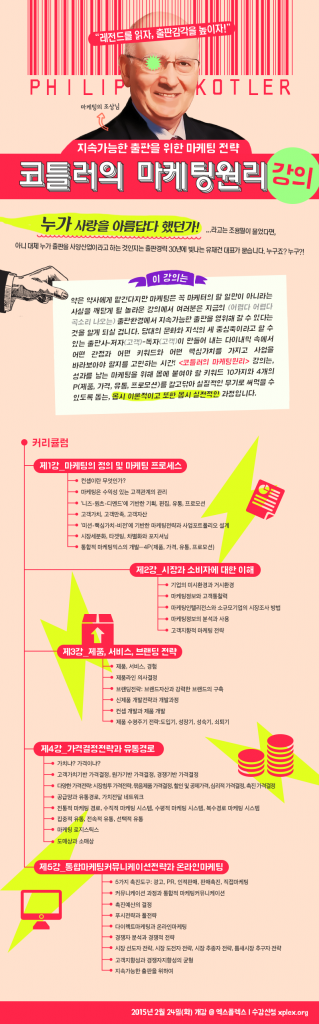 "레전드를 읽자, 출판감각을 높이자!"
PHILIP KOTLER
마케팅의 조상님
지속가능한 출판을 위한 마케팅 전략
코틀러의 마케팅원리 강의
누가 사랑을 아름답다 했던가! ...라고는 조용필이 물었다면,
아니 대체 누가 출판을 사양산업이라고 하는 것인지는 출판경력 30년에 빛나는 유재건 대표가 묻습니다. 누구죠? 누구?!
이 강의는
약은 약사에게 맡긴다지만 마케팅은 꼭 마케터의 할 일만이 아니라는
사실을 깨닫게 될 놀라운 강의에서 여러분은 지금의 (어렵다 어렵다
곡소리 나오는) 출판환경에서 지속가능한 출판을 영위해 갈 수 있다는
것을 알게 되실 겁니다. 당대의 문화와 지식의 세 중심축이라고 할 수
있는 출판사-저자(고객)-독자(고객)이 만들어 내는 다이내믹 속에서
어떤 관점과 어떤 키워드와 어떤 핵심가치를 가지고 사업을
바라보아야 할지를 고민하는 시간! <코틀러의 마케팅원리> 강의는,
성과를 남는 마케팅을 위해 몸에 붙여야 할 키워드 10가지와 4개의
P(제품, 가격, 유통, 프로모션)를 갈고닦아 실질적인 무기로 써먹을 수
있도록 돕는, 몹시 이론적이고 또한 몹시 실전적인 과정입니다.
커리큘럼
제1강_마케팅의 정의 및 마케팅 프로세스
컨셉이란 무엇인가?
마케팅은 수익성 있는 고객관계의 관리
'니즈-원츠-디맨드'에 기반한 기획, 편집, 유통, 프로모션
고객가치, 고객만족, 고객자산
'미션-핵심가치-비전'에 기반한 마케팅전략과 사업포트폴리오 설계
시장세분화, 타겟팅, 차별화와 포지셔닝
통합적 마케팅믹스의 개발—4P(제품, 가격, 유통, 프로모션)
제2강_시장과 소비자에 대한 이해
기업의 미시환경과 거시환경
마케팅정보와 고객통찰력
마케팅인텔리전스와 소규모기업의 시장조사 방법
마케팅정보의 분석과 사용
고객지향적 마케팅 전략
제3강_제품, 서비스, 브랜딩 전략
제품, 서비스, 경험
제품라인 의사결정
브랜딩전략: 브랜드자산과 강력한 브랜드의 구축
신제품 개발전략과 개발과정
컨셉 개발과 제품 개발
제품 수명주기 전략:도입기, 성장기, 성숙기, 쇠퇴기
제4강_가격결정전략과 유통경로
가치냐? 가격이냐?
고객가치기반 가격결정, 원가기반 가격결정, 경쟁기반 가격결정
다양한 가격전략: 시장침투 가격전략, 묶음제품 가격결정, 할인 및 공제가격, 심리적 가격결정, 촉진 가격결정
공급망과 유통경로, 가치전달 네트워크
전통적 마케팅 경로, 수직적 마케팅 시스템, 수평적 마케팅 시스템, 복수경로 마케팅 시스템
집중적 유통, 전속적 유통, 선택적 유통
마케팅 로지스틱스
도매상과 소매상
제5강_통합마케팅커뮤니케이션전략과 온라인마케팅
5가지 촉진도구: 광고, PR, 인적판매, 판매촉진, 직접마케팅
커뮤니케이션 과정과 통합적 마케팅커뮤니케이션
촉진예산의 결정
푸시전략과 풀전략
다이렉트마케팅과 온라인마케팅
경쟁자 분석과 경쟁적 전략
시장 선도자 전략, 시장 도전자 전략, 시장 추종자 전략, 틈새시장 추구자 전략
고객지향성과 경쟁자지향성의 균형
지속가능한 출판을 위하여
2015년 2월 24일(화) 개강 @ 엑스플렉스 | 수강신청 xplex.org